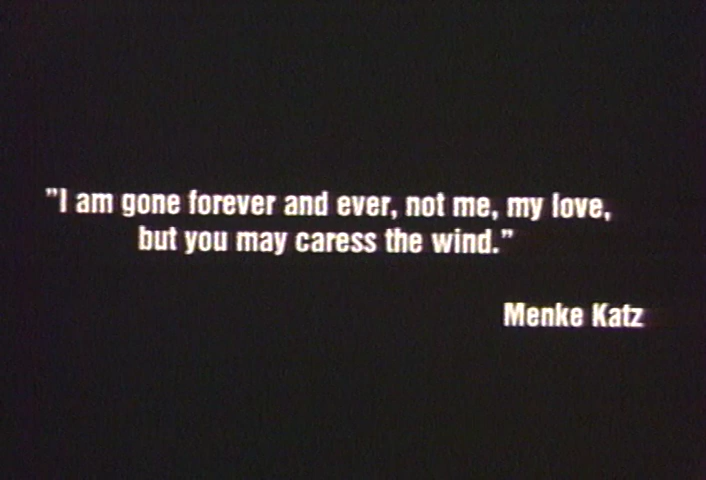 "I am gone forever and ever, not me, my love,
but you may caress the wind."
Menke Katz